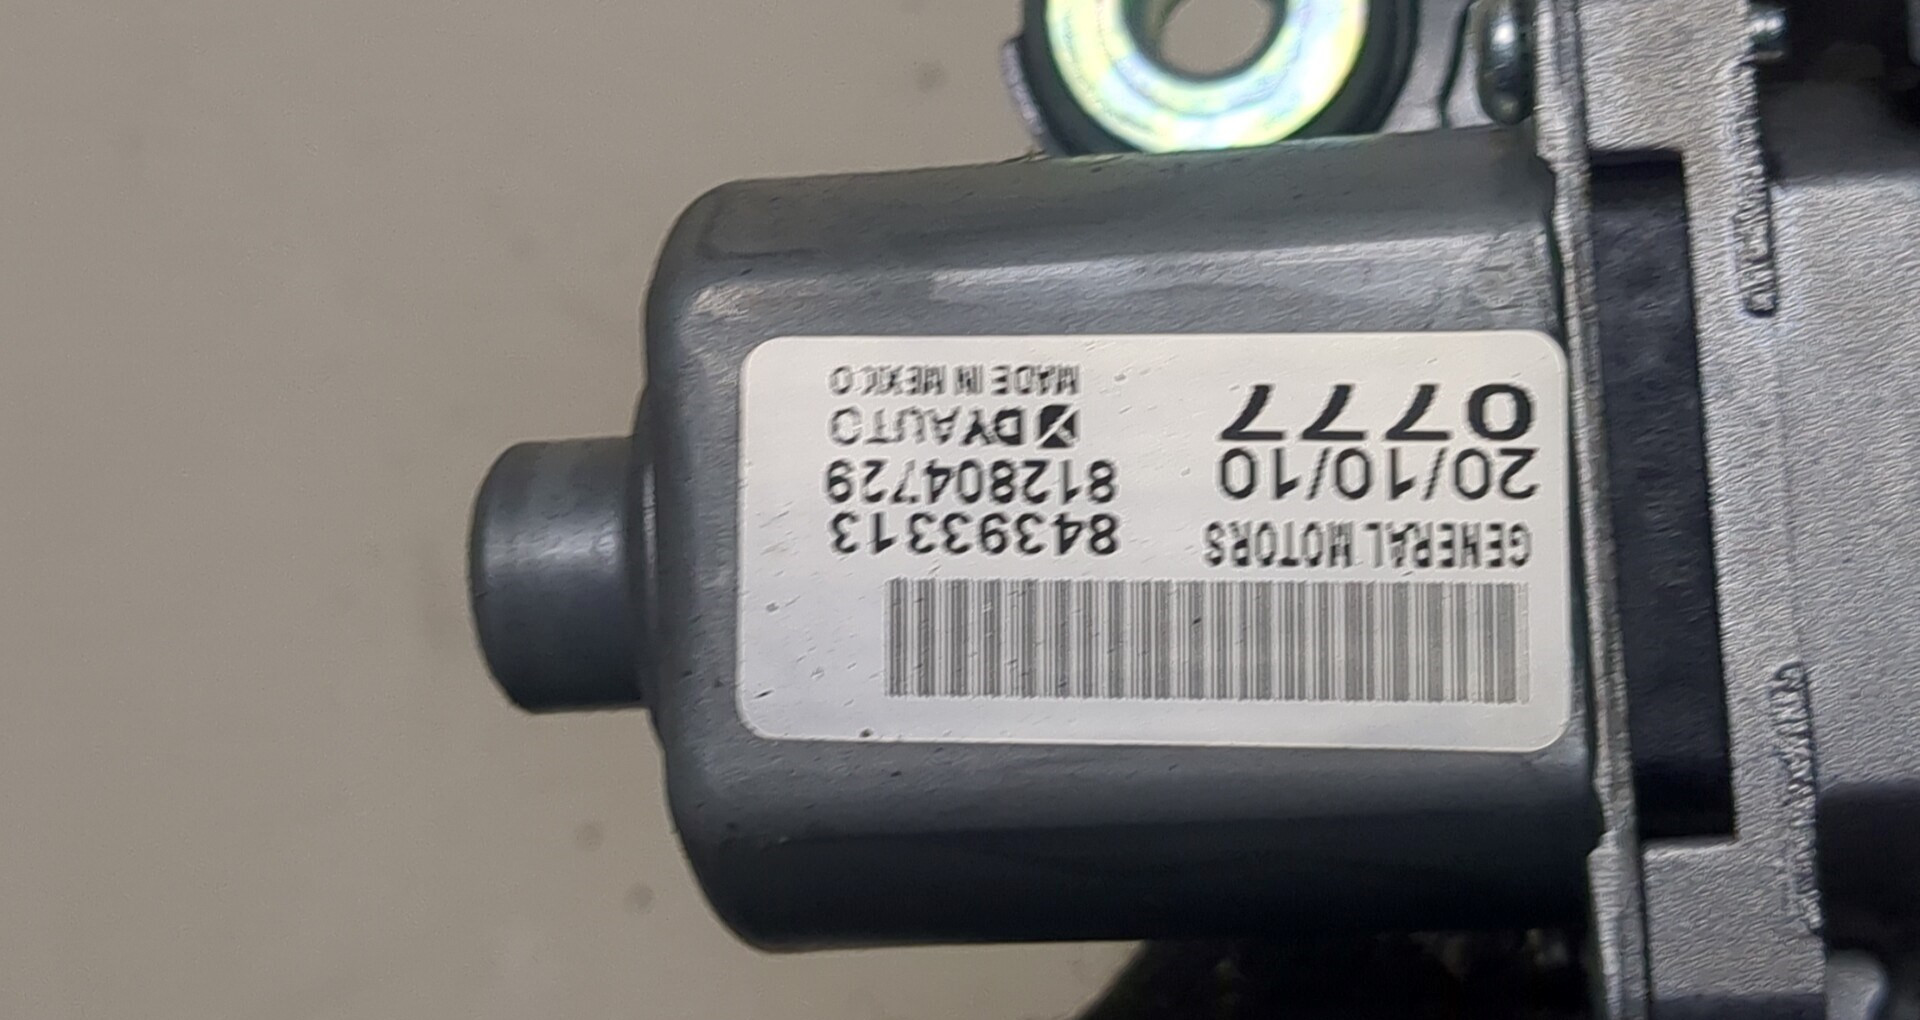 GENERAL MOTORS
20/10/10
0777
84393313
812804729
DYAUTO
MADE IN MEXICO